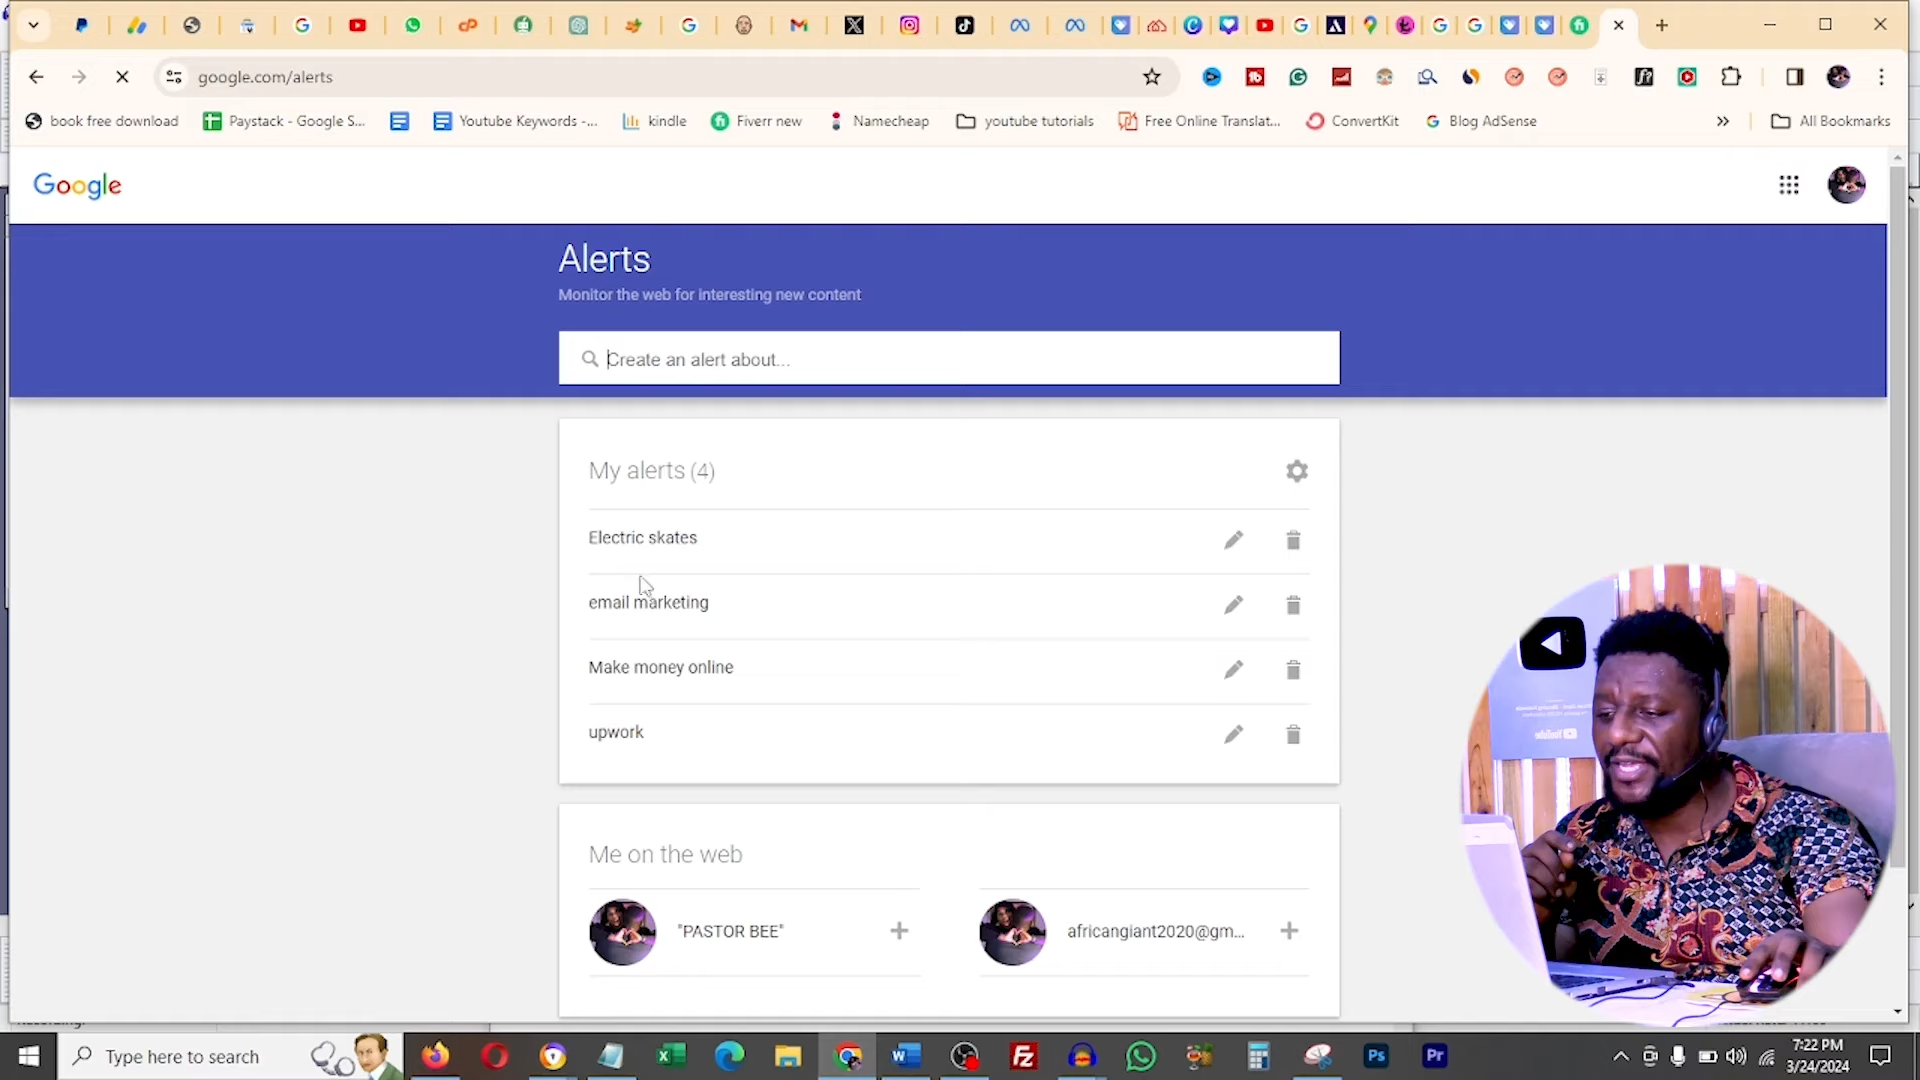 google.com/alerts
book free download
Paystack - Google S...
Youtube Keywords -...
kindle
Fiverr new
Namecheap
youtube tutorials
Free Online Translat...
ConvertKit
Blog AdSense
All Bookmarks
Google
Alerts
Monitor the web for interesting new content
Create an alert about...
My alerts (4)
Electric skates
email marketing
Make money online
upwork
Me on the web
"PASTOR BEE"
africangiant2020@gm...
YouTube
Type here to search
7:22 PM
3/24/2024